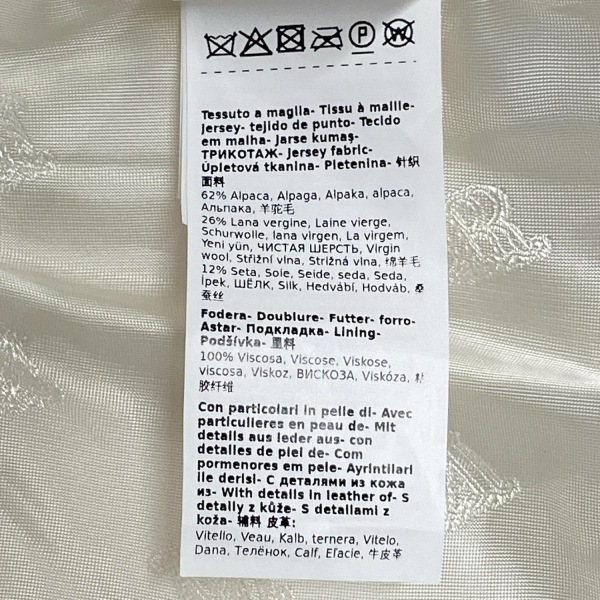 P W
Tessuto a maglia- Tissu à maille-
jersey- tejido de punto- Tecido
em malha- Jarse kumaş-
ТРИКОТАЖ- Jersey fabric-
Úpletová tkanina- Pletenina- 针织
面料
62% Alpaca, Alpaga, Alpaka, alpaca,
Альпака, 羊驼毛
26% Lana vergine, Laine vierge,
Schurwolle, lana virgen, La virgem,
Yeni yün, ЧИСТАЯ ШЕРСТЬ, Virgin
wool, Střižní vlna, Strižná vlna, 绵羊毛
12% Seta, Soie, Seide, seda, Seda,
İpek, ШЁЛК, Silk, Hedvábí, Hodváb, 桑
蚕丝
Fodera- Doublure- Futter- forro-
Astar- Подкладка- Lining-
Podšívka- 里料
100% Viscosa, Viscose, Viskose,
viscosa, Viskoz, ВИСКОЗА, Viskóza, 粘
胶纤维
Con particolari in pelle di- Avec
particulieres en peau de- Mit
details aus leder aus- con
detalles de piel de- Com
pormenores em pele- Ayrintilari
ile derisi- С деталями из кожа
из- With details in leather of- S
detaily z kůže- S detailami z
koža- 辅料 皮革:
Vitello, Veau, Kalb, ternera, Vitelo,
Dana, Телёнок, Calf, Eľacie, 牛皮革